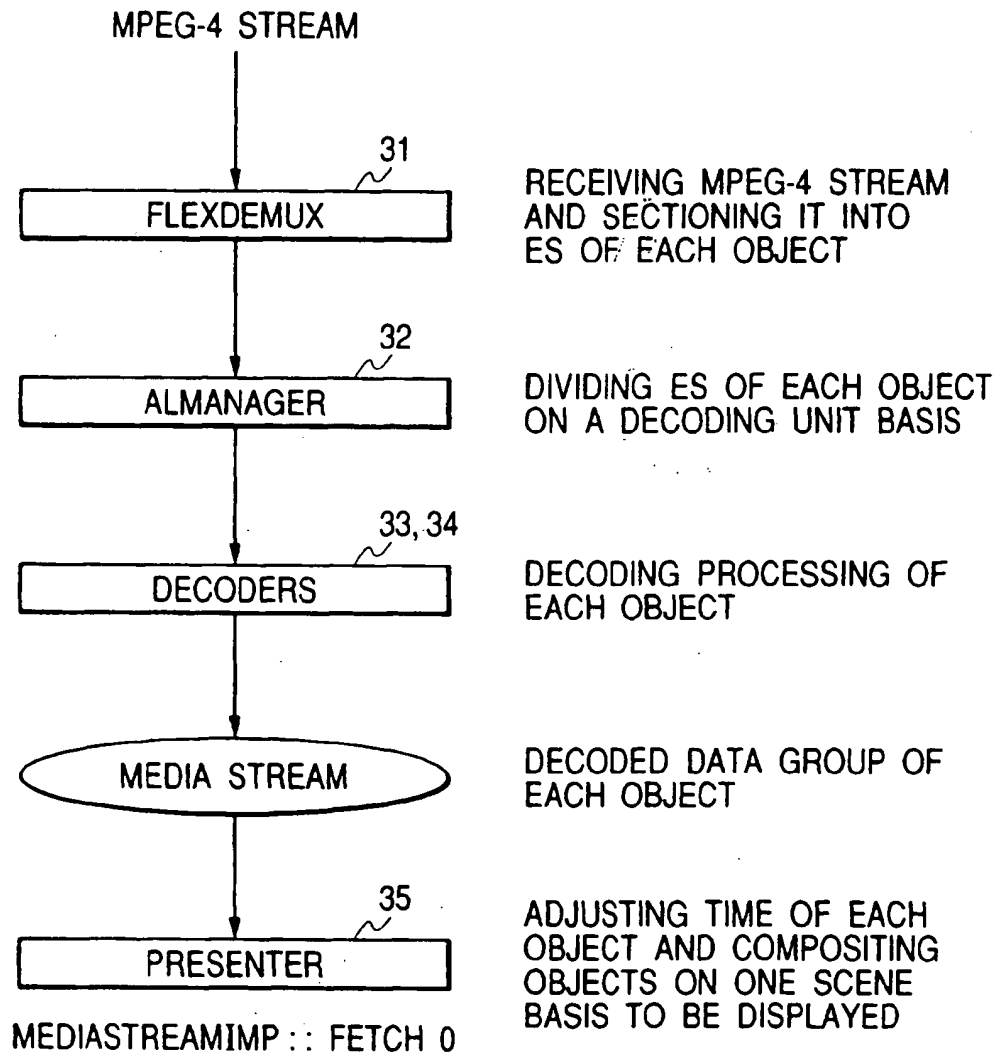 MPEG-4 STREAM
31
FLEXDEMUX
RECEIVING MPEG-4 STREAM
AND SECTIONING IT INTO
ES OF EACH OBJECT
32
ALMANAGER
DIVIDING ES OF EACH OBJECT
ON A DECODING UNIT BASIS
33, 34
DECODERS
DECODING PROCESSING OF
EACH OBJECT
MEDIA STREAM
DECODED DATA GROUP OF
EACH OBJECT
35
PRESENTER
ADJUSTING TIME OF EACH
OBJECT AND COMPOSITING
OBJECTS ON ONE SCENE
BASIS TO BE DISPLAYED
MEDIASTREAMIMP : : FETCH 0